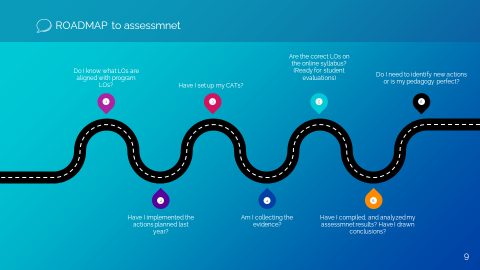 ROADMAP to assessmnet
Do I know what LOs are
aligned with program
LOs?
Have I set up my CATs?
Are the corect LOs on
the online syllabus?
(Ready for student
evaluations!
Do I need to identify new actions
or is my pedagogy perfect?
Have I implemented the
actions planned last
year?
Am I collecting the
evidence?
Have I compiled, and analyzed my
assessment results? Have I drawn
conclusions?
9